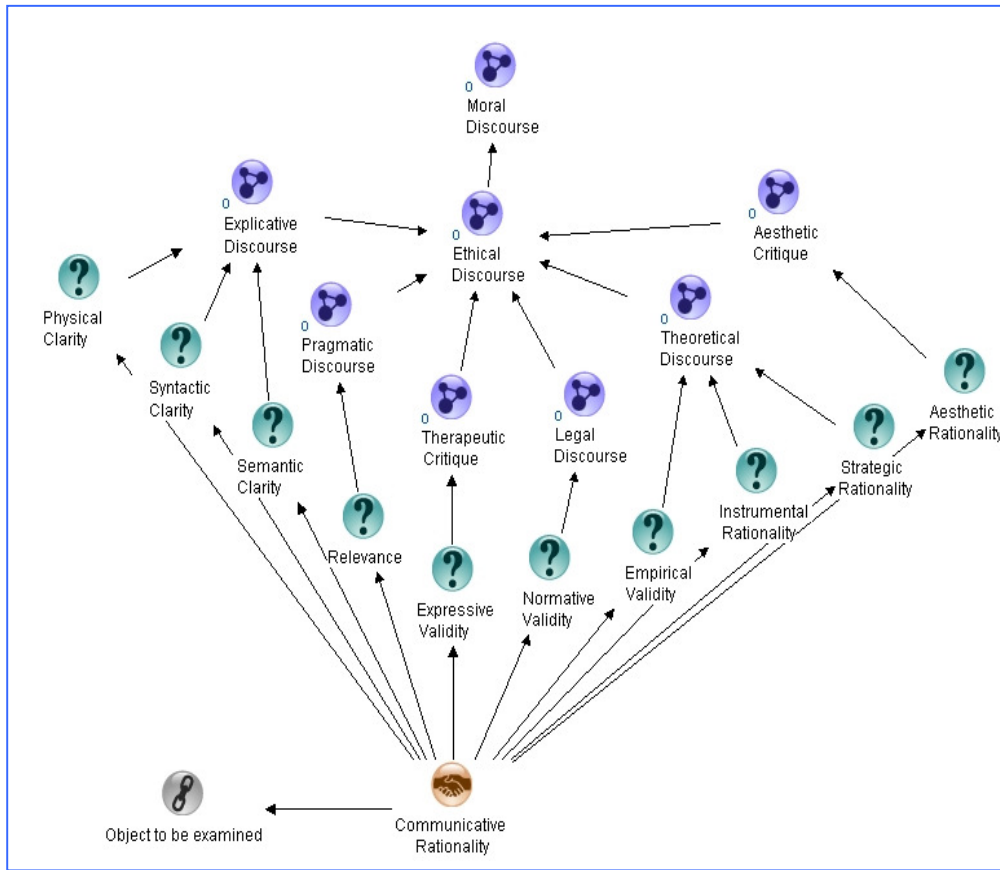 0
Moral
Discourse
0
Explicative
Discourse
0
Ethical
Discourse
0
Aesthetic
Critique
Physical
Clarity
0
Pragmatic
Discourse
0
Theoretical
Discourse
Syntactic
Clarity
0
Therapeutic
Critique
0
Legal
Discourse
Aesthetic
Rationality
?
Semantic
Clarity
?
Strategic
Rationality
?
Instrumental
Rationality
?
Relevance
?
Expressive
Validity
?
Normative
Validity
?
Empirical
Validity
?
?
?
Object to be examined
Communicative
Rationality